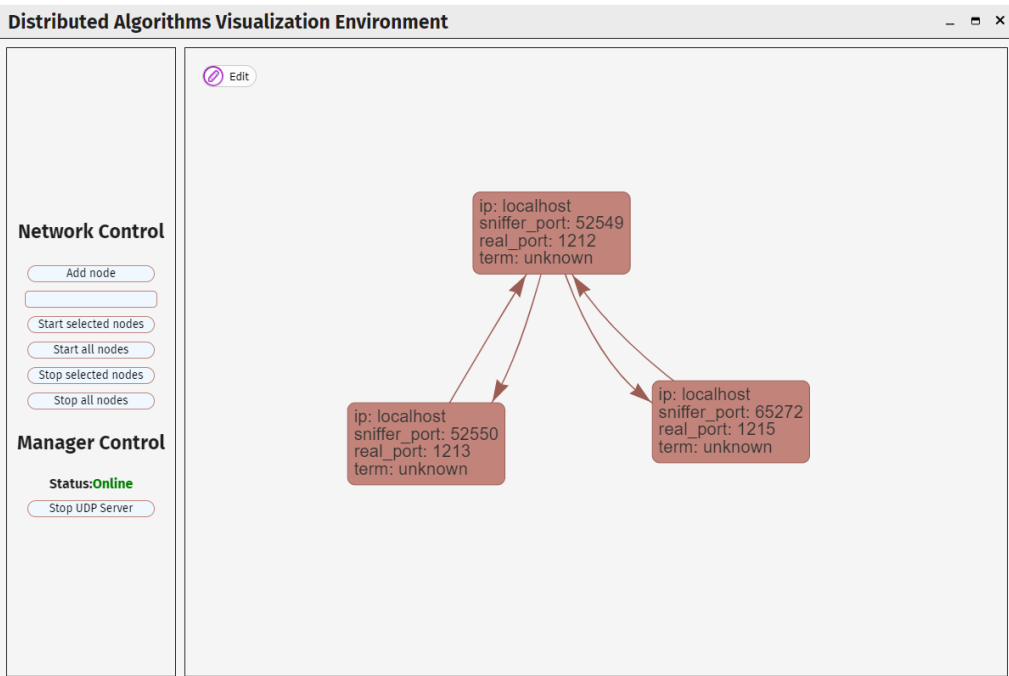 Distributed Algorithms Visualization Environment
Edit
Network Control
Add node
Start selected nodes
Start all nodes
Stop selected nodes
Stop all nodes
Manager Control
Status:Online
Stop UDP Server
ip: localhost
sniffer_port: 52549
real_port: 1212
term: unknown
ip: localhost
sniffer_port: 52550
real_port: 1213
term: unknown
ip: localhost
sniffer_port: 65272
real_port: 1215
term: unknown